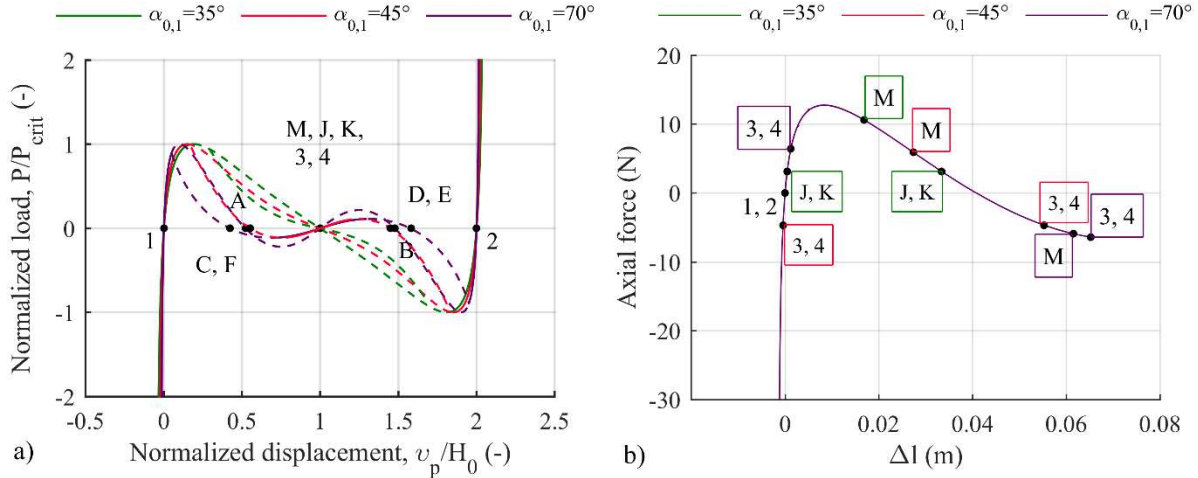 α0,1=35° α0,1=45° α0,1=70°
2
1
0
-1
-2
Normalized load, P/Pcrit (-)
M, J, K,
3, 4
D, E
A
1
2
B
C, F
-0.5 0 0.5 1 1.5 2 2.5
Normalized displacement, υp/H0 (-)
a)
α0,1=35° α0,1=45° α0,1=70°
20
10
0
-10
-20
-30
Axial force (N)
M
3, 4
M
J, K
J, K
1, 2
3, 4
3, 4
3, 4
M
0 0.02 0.04 0.06 0.08
Δl (m)
b)